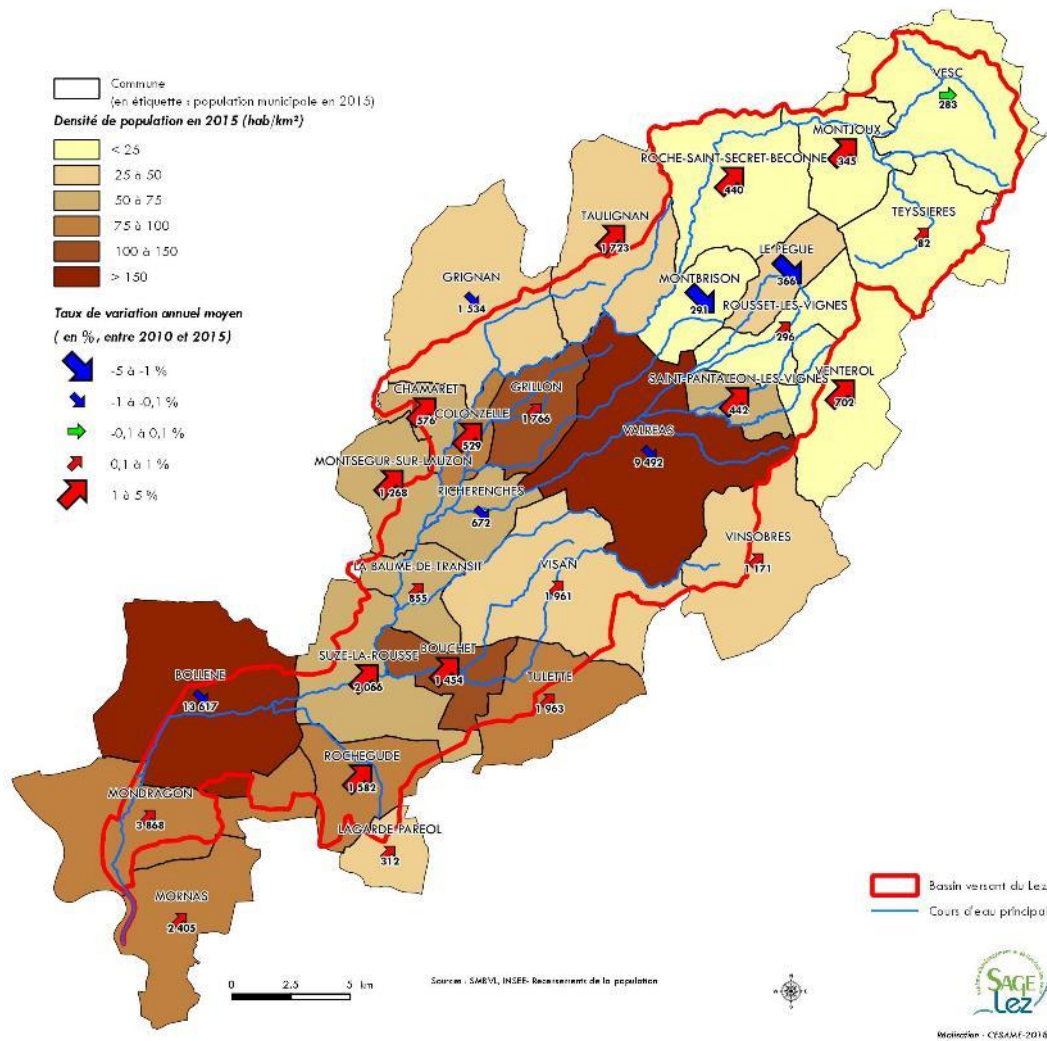 Commune
(en étiquette : population municipale en 2015)
Densité de population en 2015 (hab/km²)
< 25
25 à 50
50 à 75
75 à 100
100 à 150
> 150
Taux de variation annuel moyen
( en %, entre 2010 et 2015)
-5 à -1 %
-1 à -0,1 %
-0,1 à 0,1 %
0,1 à 1 %
1 à 5 %
VESC
283
MONTJOUX
345
ROCHE-SAINT-SECRET-BECONNE
440
TEYSSIERES
82
TAULIGNAN
1 723
LE PEGUE
366
GRIGNAN
1 534
MONTBRISON
291
ROUSSET-LES-VIGNES
296
VENTEROL
702
SAINT-PANTALEON-LES-VIGNES
442
CHAMARET
576
GRILLON
1 766
COLONZELLE
529
VALREAS
9 492
MONTSEGUR-SUR-LAUZON
1 268
RICHERENCHES
672
VINSOBRES
1 171
LA BAUME-DE-TRANSIT
855
VISAN
1 961
BOUCHET
1 454
SUZE-LA-ROUSSE
2 066
TULETTE
1 963
BOLLENE
13 617
ROCHEGUDE
1 582
MONDRAGON
3 868
LAGARDE-PAREOL
312
MORNAS
2 405
Bassin versant du Lez
Cours d'eau principa
0 2.5 5 km
Sources : SMBVL, INSEE- Recensements de la population
SAGE
Lez
Réalisation - CESAME-2018